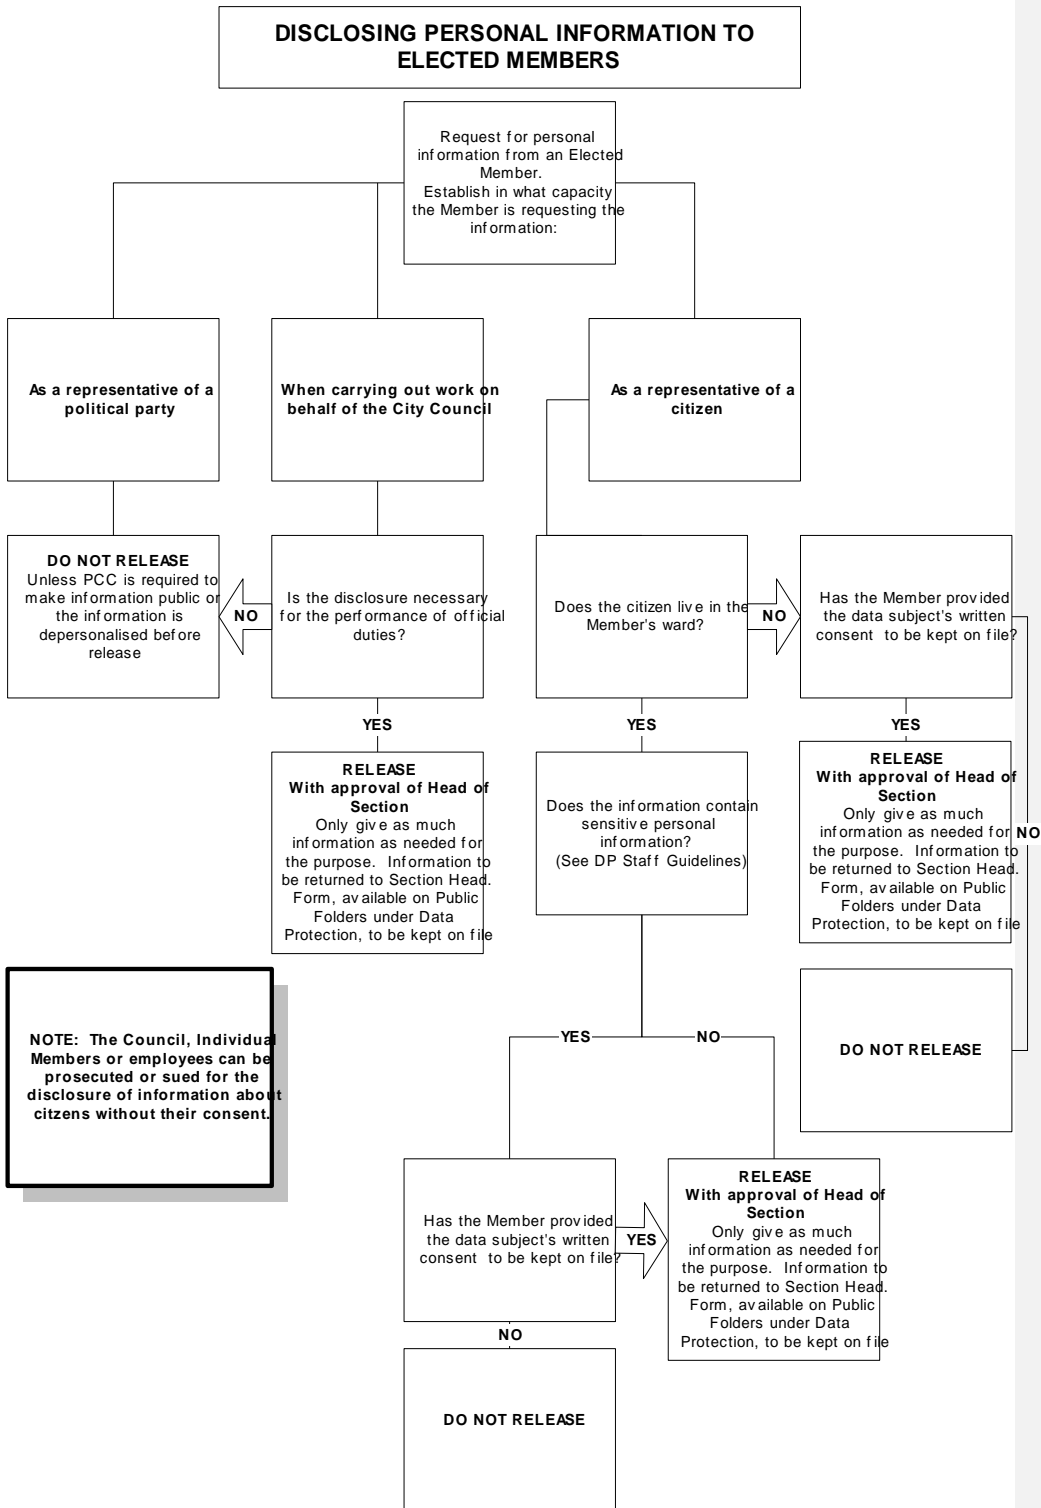 DISCLOSING PERSONAL INFORMATION TO
ELECTED MEMBERS
Request for personal
information from an Elected
Member.
Establish in what capacity
the Member is requesting the
information:
As a representative of a
political party
When carrying out work on
behalf of the City Council
As a representative of a
citizen
DO NOT RELEASE
Unless PCC is required to
make information public or
the information is
depersonalised before
release
NO
Is the disclosure necessary
for the performance of official
duties?
Does the citizen live in the
Member's ward?
NO
Has the Member provided
the data subject's written
consent to be kept on file?
YES
YES
YES
RELEASE
With approval of Head of
Section
Only give as much
information as needed for
the purpose. Information to
be returned to Section Head.
Form, available on Public
Folders under Data
Protection, to be kept on file
Does the information contain
sensitive personal
information?
(See DP Staff Guidelines)
RELEASE
With approval of Head of
Section
Only give as much
information as needed for
the purpose. Information to
be returned to Section Head.
Form, available on Public
Folders under Data
Protection, to be kept on file
NO
NOTE: The Council, Individual
Members or employees can be
prosecuted or sued for the
disclosure of information about
citzens without their consent.
YES
NO
DO NOT RELEASE
Has the Member provided
the data subject's written
consent to be kept on file?
YES
RELEASE
With approval of Head of
Section
Only give as much
information as needed for
the purpose. Information to
be returned to Section Head.
Form, available on Public
Folders under Data
Protection, to be kept on file
NO
DO NOT RELEASE